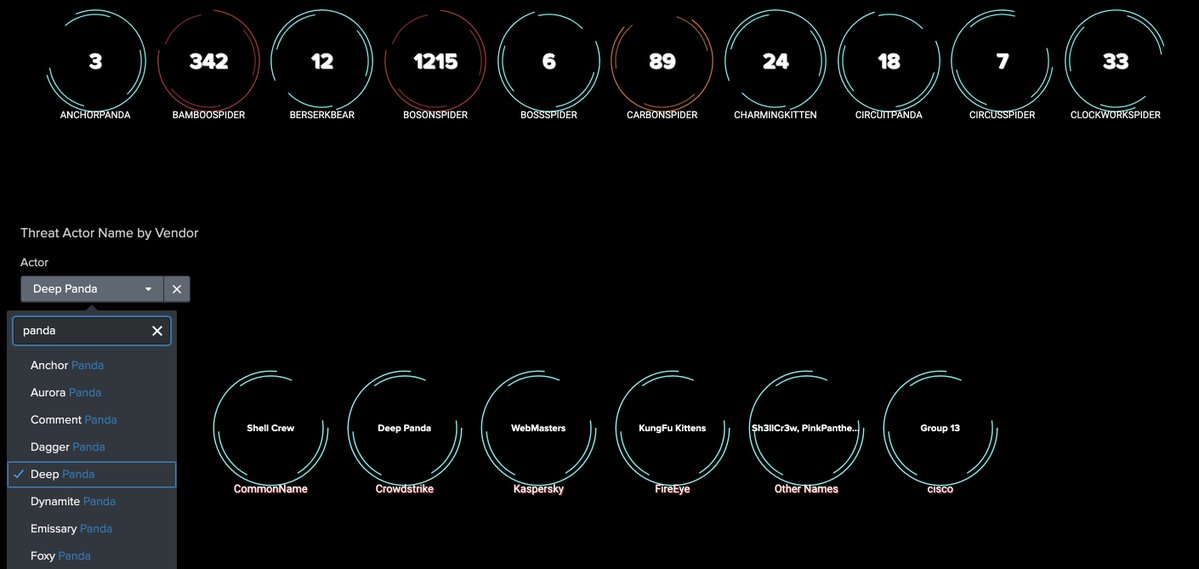 3 342 12 1215 6 89 24 18 7 33
ANCHORPANDA BAMBOOSPIDER BERSERKBEAR BOSONSPIDER BOSSSPIDER CARBONSPIDER CHARMINGKITTEN CIRCUITPANDA CIRCUSSPIDER CLOCKWORKSPIDER
Threat Actor Name by Vendor
Actor
Deep Panda
panda
Anchor Panda
Aurora Panda
Comment Panda
Dagger Panda
Deep Panda
Dynamite Panda
Emissary Panda
Foxy Panda
Shell Crew Deep Panda WebMasters KungFu Kittens Sh3llCr3w, PinkPanthe... Group 13
CommonName Crowdstrike Kaspersky FireEye Other Names cisco